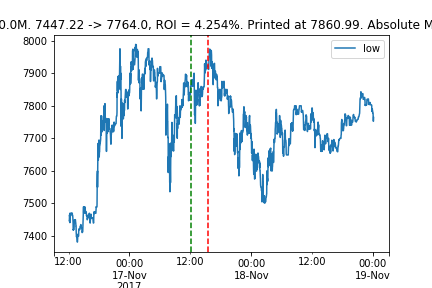 0.0M. 7447.22 -> 7764.0, ROI = 4.254%. Printed at 7860.99. Absolute M
8000
low
7900
7800
7700
7600
7500
7400
12:00 00:00 12:00 00:00 12:00 00:00
17-Nov 18-Nov 19-Nov
2017